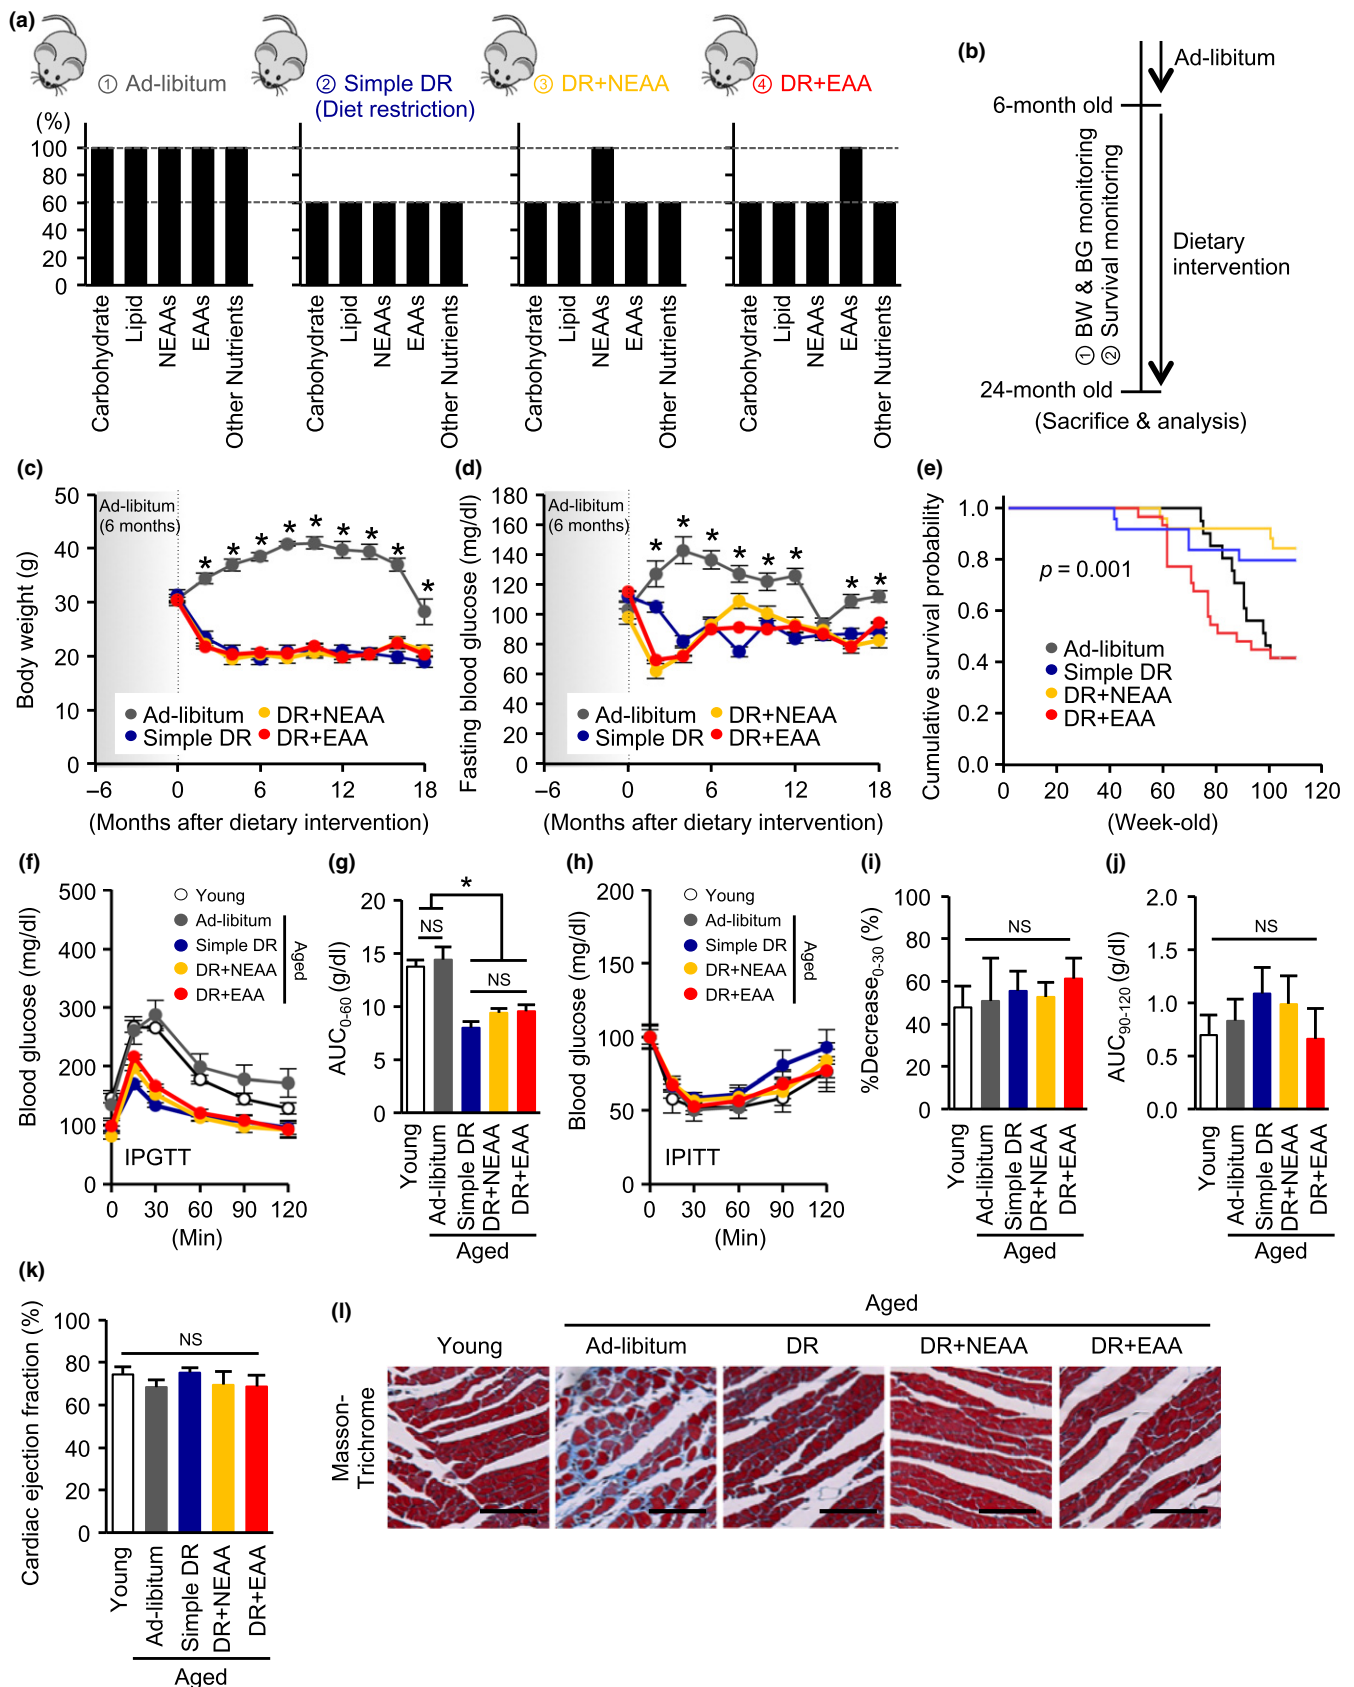 (a)
① Ad-libitum
② Simple DR
(Diet restriction)
③ DR+NEAA
④ DR+EAA
(%)
100
80
60
40
20
0
Carbohydrate
Lipid
NEAAs
EAAs
Other Nutrients
Carbohydrate
Lipid
NEAAs
EAAs
Other Nutrients
Carbohydrate
Lipid
NEAAs
EAAs
Other Nutrients
Carbohydrate
Lipid
NEAAs
EAAs
Other Nutrients
(b)
Ad-libitum
6-month old
① BW & BG monitoring
② Survival monitoring
Dietary
intervention
24-month old
(Sacrifice & analysis)
(c)
Body weight (g)
50
40
30
20
10
0
Ad-libitum
(6 months)
* * * * * * * * *
Ad-libitum
Simple DR
DR+NEAA
DR+EAA
–6 0 6 12 18
(Months after dietary intervention)
(d)
Fasting blood glucose (mg/dl)
180
160
140
120
100
80
60
40
20
0
Ad-libitum
(6 months)
* * * * * * * *
Ad-libitum
Simple DR
DR+NEAA
DR+EAA
–6 0 6 12 18
(Months after dietary intervention)
(e)
Cumulative survival probability
1.0
0.8
0.6
0.4
0.2
0.0
p = 0.001
Ad-libitum
Simple DR
DR+NEAA
DR+EAA
0 20 40 60 80 100 120
(Week-old)
(f)
Blood glucose (mg/dl)
500
400
300
200
100
0
Young
Ad-libitum
Simple DR
DR+NEAA
DR+EAA
Aged
IPGTT
0 30 60 90 120
(Min)
(g)
AUC0-60 (g/dl)
20
15
10
5
0
*
NS
NS
Young
Ad-libitum
Simple DR
DR+NEAA
DR+EAA
Aged
(h)
Blood glucose (mg/dl)
200
150
100
50
0
Young
Ad-libitum
Simple DR
DR+NEAA
DR+EAA
Aged
IPITT
0 30 60 90 120
(Min)
(i)
%Decrease0-30 (%)
100
80
60
40
20
0
NS
Young
Ad-libitum
Simple DR
DR+NAA
DR+EAA
Aged
(j)
AUC90-120 (g/dl)
2.0
1.5
1.0
0.5
0.0
NS
Young
Ad-libitum
Simple DR
DR+NAA
DR+EAA
Aged
(k)
Cardiac ejection fraction (%)
100
80
60
40
20
0
NS
Young
Ad-libitum
Simple DR
DR+NEAA
DR+EAA
Aged
(l)
Aged
Young
Ad-libitum
DR
DR+NEAA
DR+EAA
Masson-
Trichrome